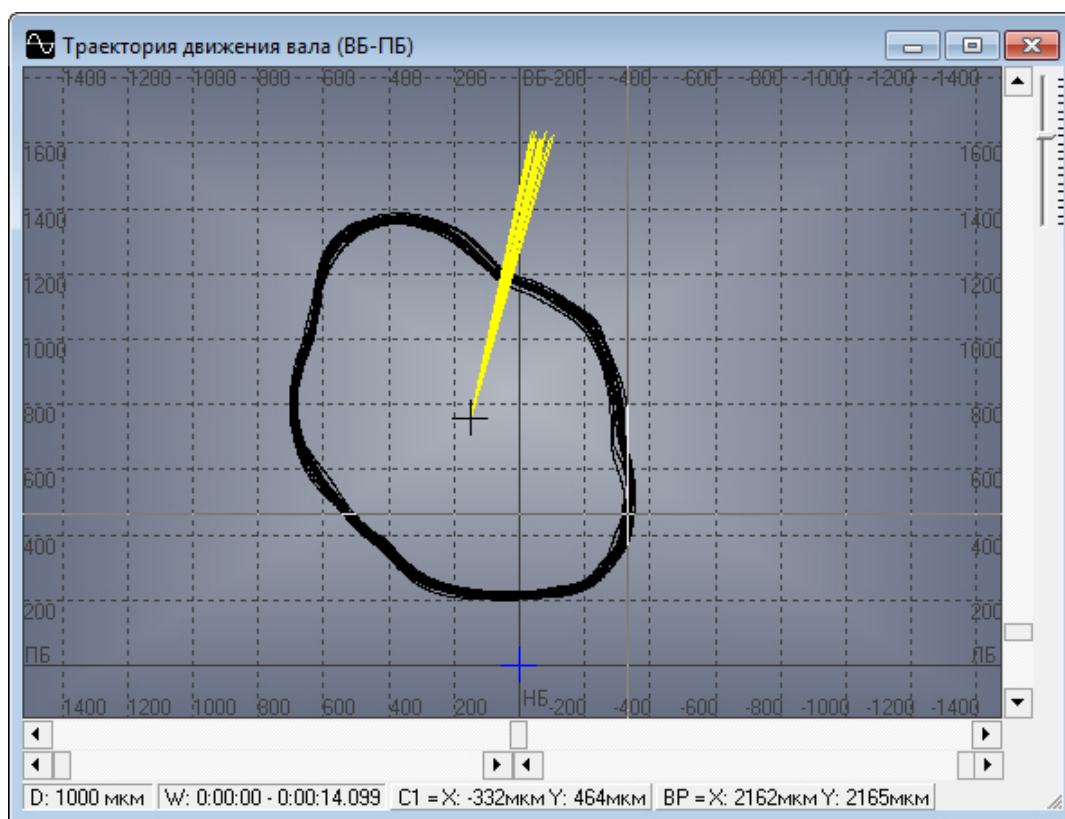 Траектория движения вала (ВБ-ПБ)
1400 1200 1000 800 600 400 200 ВБ -200 -400 -600 -800 -1000 -1200 -1400
1600 1600
1400 1400
1200 1200
1000 1000
800 800
600 600
400 400
200 200
ПБ ЛБ
1400 1200 1000 800 600 400 200 НБ -200 -400 -600 -800 -1000 -1200 -1400
D: 1000 мкм W: 0:00:00 - 0:00:14.099 C1 = X: -332мкм Y: 464мкм BP = X: 2162мкм Y: 2165мкм